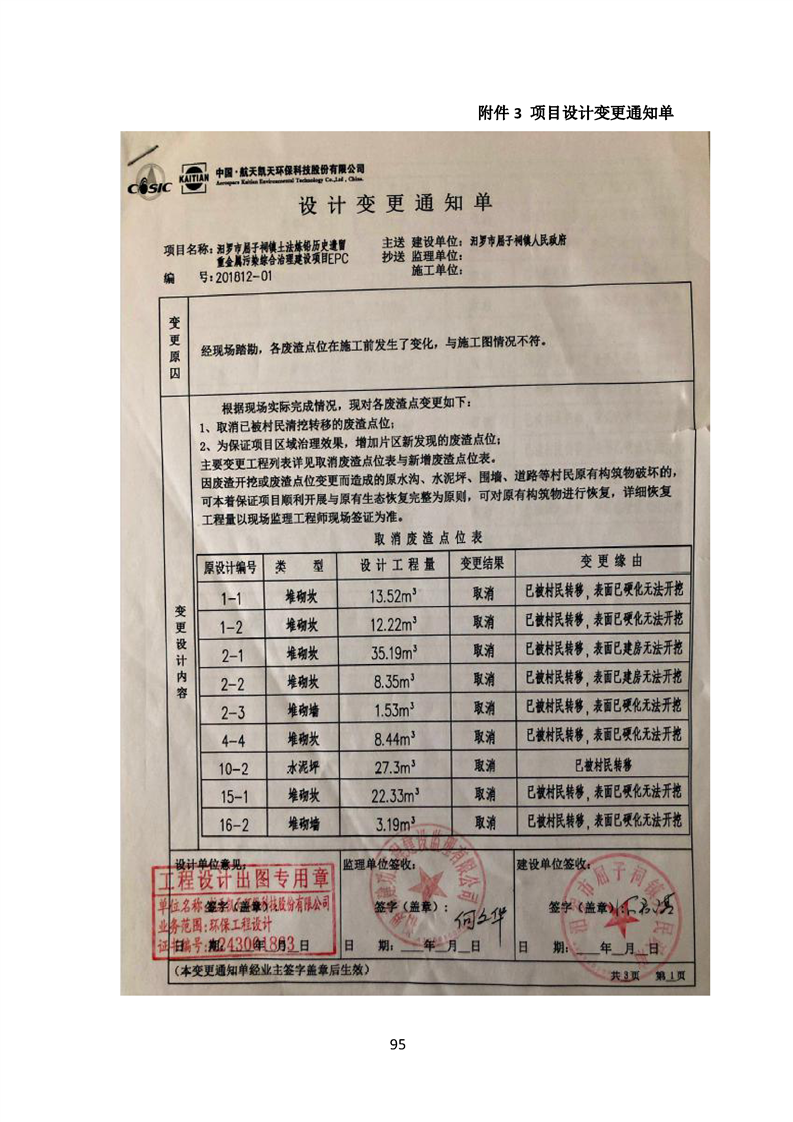 附件 3 项目设计变更通知单
CASIC
KAITIAN
中国·航天凯天环保科技股份有限公司
Aerospace Kaitian Environmental Technology Co.,Ltd , China.
设计变更通知单
项目名称：汨罗市屈子祠镇土法炼铅历史遗留
重金属污染综合治理建设项目EPC
编 号：201812-01
主送 建设单位：汨罗市屈子祠镇人民政府
抄送 监理单位：
施工单位：
变更原因
经现场踏勘，各废渣点位在施工前发生了变化，与施工图情况不符。
变更设计内容
根据现场实际完成情况，现对各废渣点变更如下：
1、取消已被村民清挖转移的废渣点位；
2、为保证项目区域治理效果，增加片区新发现的废渣点位；
主要变更工程列表详见取消废渣点位表与新增废渣点位表。
因废渣开挖或废渣点位变更而造成的原水沟、水泥坪、围墙、道路等村民原有构筑物破坏的，
可本着保证项目顺利开展与原有生态恢复完整为原则，可对原有构筑物进行恢复，详细恢复
工程量以现场监理工程师现场签证为准。
取消废渣点位表
原设计编号 类 型 设计工程量 变更结果 变更缘由
1-1 堆砌坎 13.52m³ 取消 已被村民转移，表面已硬化无法开挖
1-2 堆砌坎 12.22m³ 取消 已被村民转移，表面已硬化无法开挖
2-1 堆砌坎 35.19m³ 取消 已被村民转移，表面已建房无法开挖
2-2 堆砌坎 8.35m³ 取消 已被村民转移，表面已建房无法开挖
2-3 堆砌墙 1.53m³ 取消 已被村民转移，表面已硬化无法开挖
4-4 堆砌坎 8.44m³ 取消 已被村民转移，表面已硬化无法开挖
10-2 水泥坪 27.3m³ 取消 已被村民转移
15-1 堆砌坎 22.33m³ 取消 已被村民转移，表面已硬化无法开挖
16-2 堆砌墙 3.19m³ 取消 已被村民转移，表面已硬化无法开挖
设计单位意见： 监理单位签收： 建设单位签收：
工程设计出图专用章
单位名称 科技股份有限公司
业务范围：环保工程设计
证书编号：
签字（盖章） 签字（盖章）： 签字（盖章）
日 期： 年 月 日 日 期： 年 月 日 日 期： 年 月 日
（本变更通知单经业主签字盖章后生效）
共3页 第1页
95